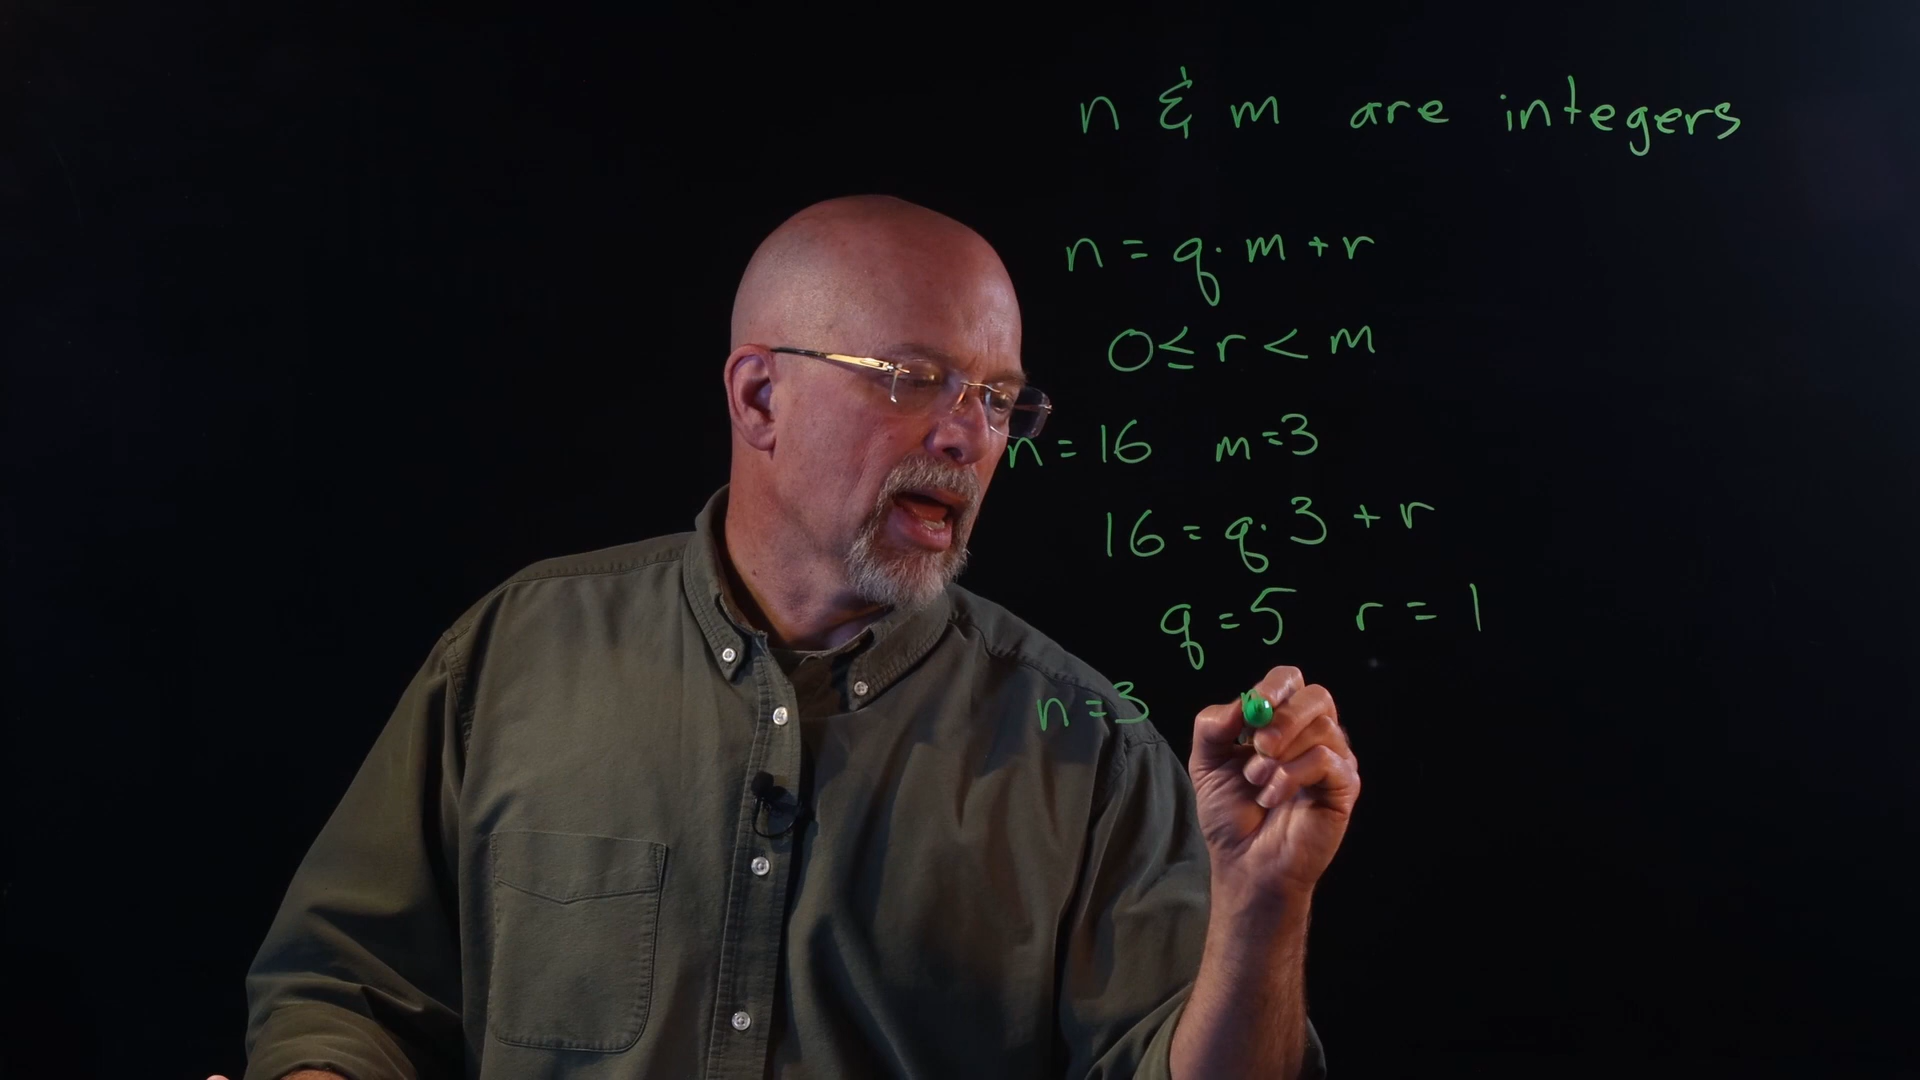 n & m are integers
n = q · m + r
0 ≤ r < m
n = 16 m = 3
16 = q · 3 + r
q = 5 r = 1
n = 3